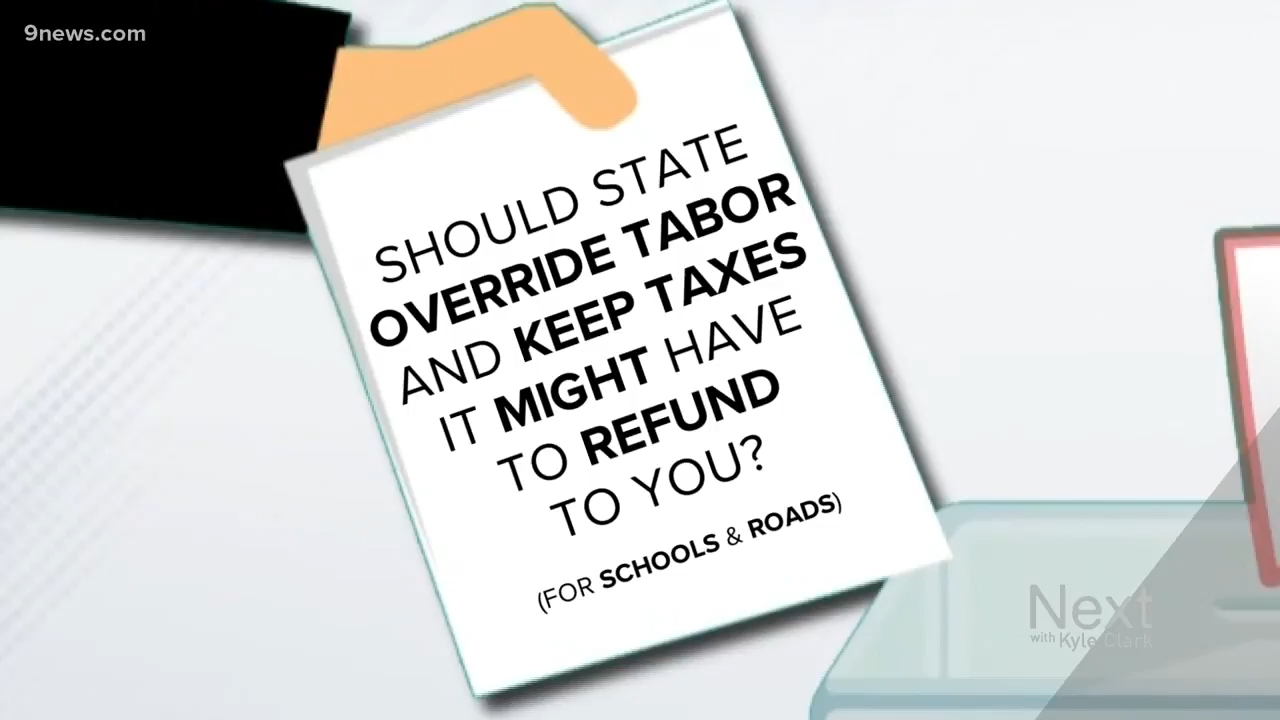 9news.com
SHOULD STATE
OVERRIDE TABOR
AND KEEP TAXES
IT MIGHT HAVE
TO REFUND
TO YOU?
(FOR SCHOOLS & ROADS)
Next
with Kyle Clark